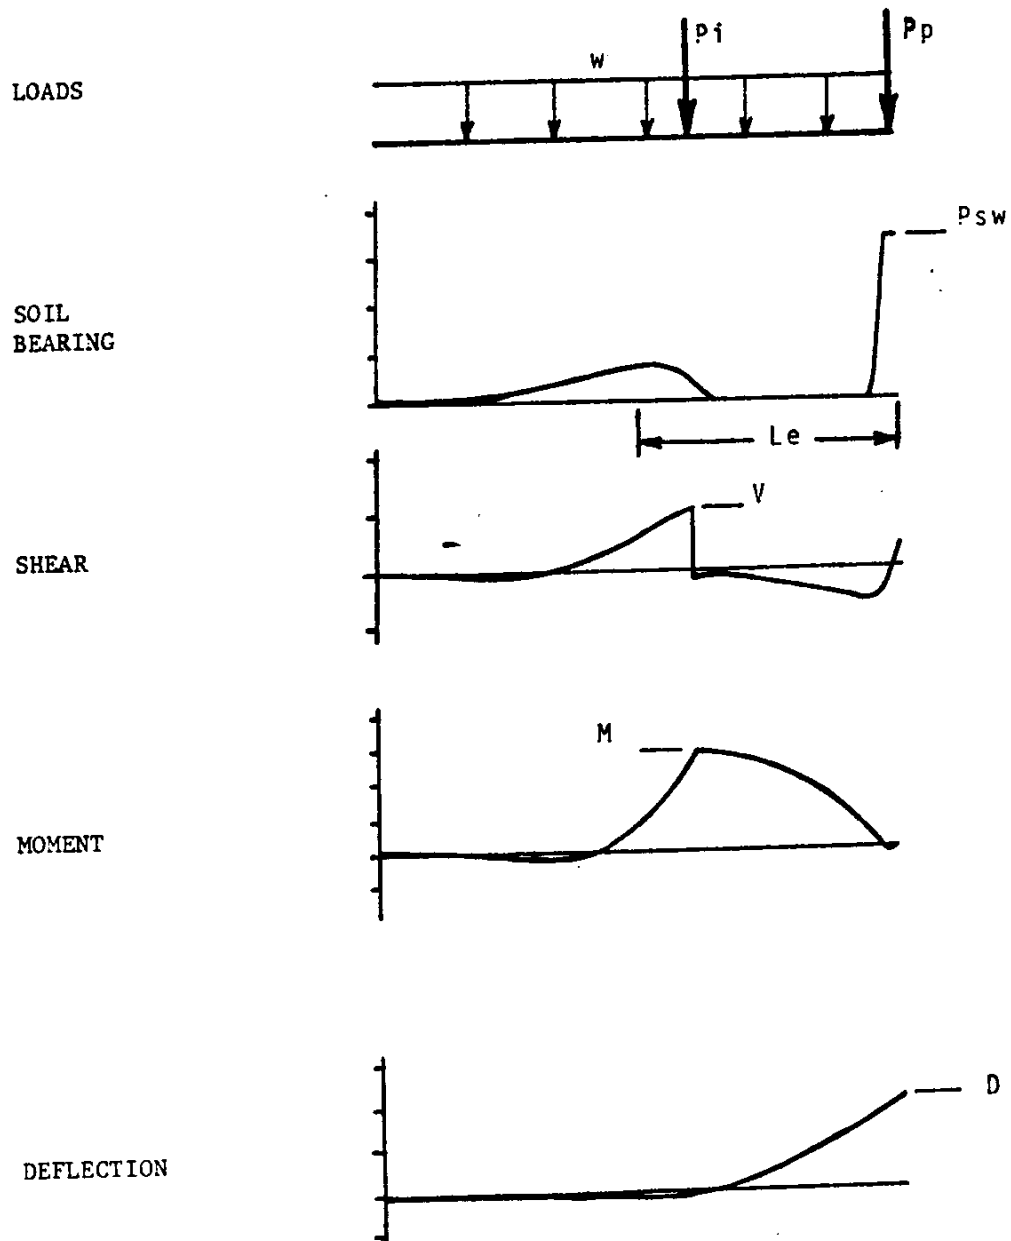 Pi
Pp
w
LOADS
Psw
SOIL
BEARING
Le
V
SHEAR
M
MOMENT
D
DEFLECTION